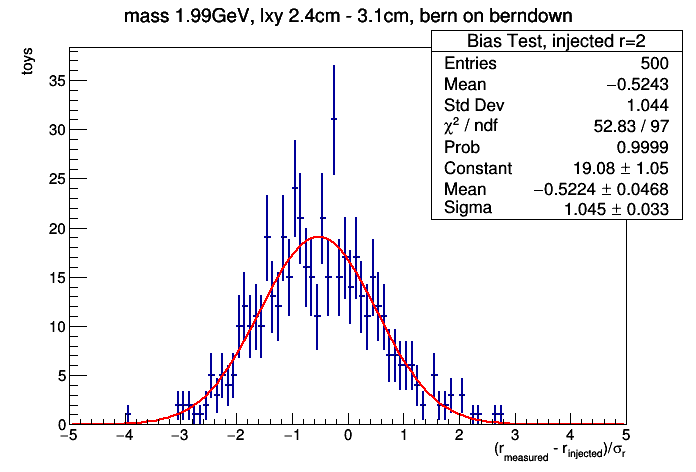 mass 1.99GeV, lxy 2.4cm - 3.1cm, bern on berndown
toys
Bias Test, injected r=2
Entries 500
Mean −0.5243
Std Dev 1.044
χ² / ndf 52.83 / 97
Prob 0.9999
Constant 19.08 ± 1.05
Mean −0.5224 ± 0.0468
Sigma 1.045 ± 0.033
35
30
25
20
15
10
5
0
−5 −4 −3 −2 −1 0 1 2 3 4 5
(r_measured - r_injected)/σ_r